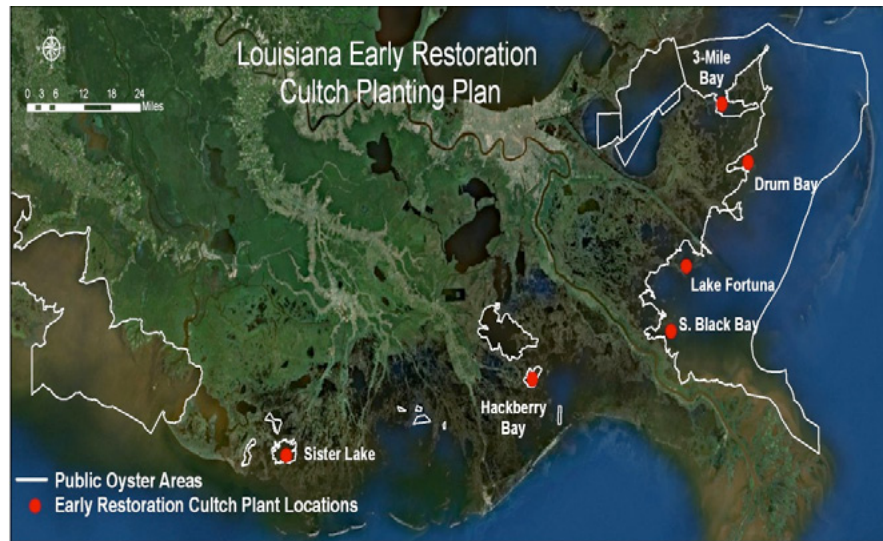 Louisiana Early Restoration
Cultch Planting Plan
0 3 6 12 18 24
Miles
3-Mile
Bay
Drum Bay
Lake Fortuna
S. Black Bay
Hackberry
Bay
Sister Lake
Public Oyster Areas
Early Restoration Cultch Plant Locations